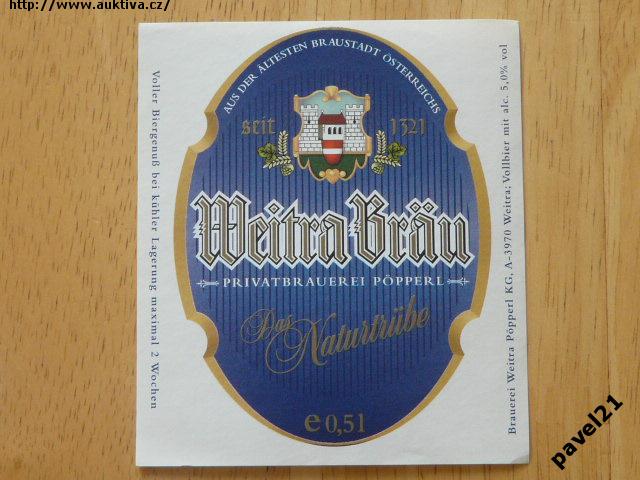 http://www.auktiva.cz/
AUS DER ÄLTESTEN BRAUSTADT ÖSTERREICHS
seit 1321
Weitra Bräu
PRIVATBRAUEREI PÖPPERL
Das Naturtrübe
e 0,5l
Voller Biergenuß bei kühler Lagerung maximal 2 Wochen
Brauerei Weitra Pöpperl KG, A-3970 Weitra; Vollbier mit alc. 5,0% vol
pavel21